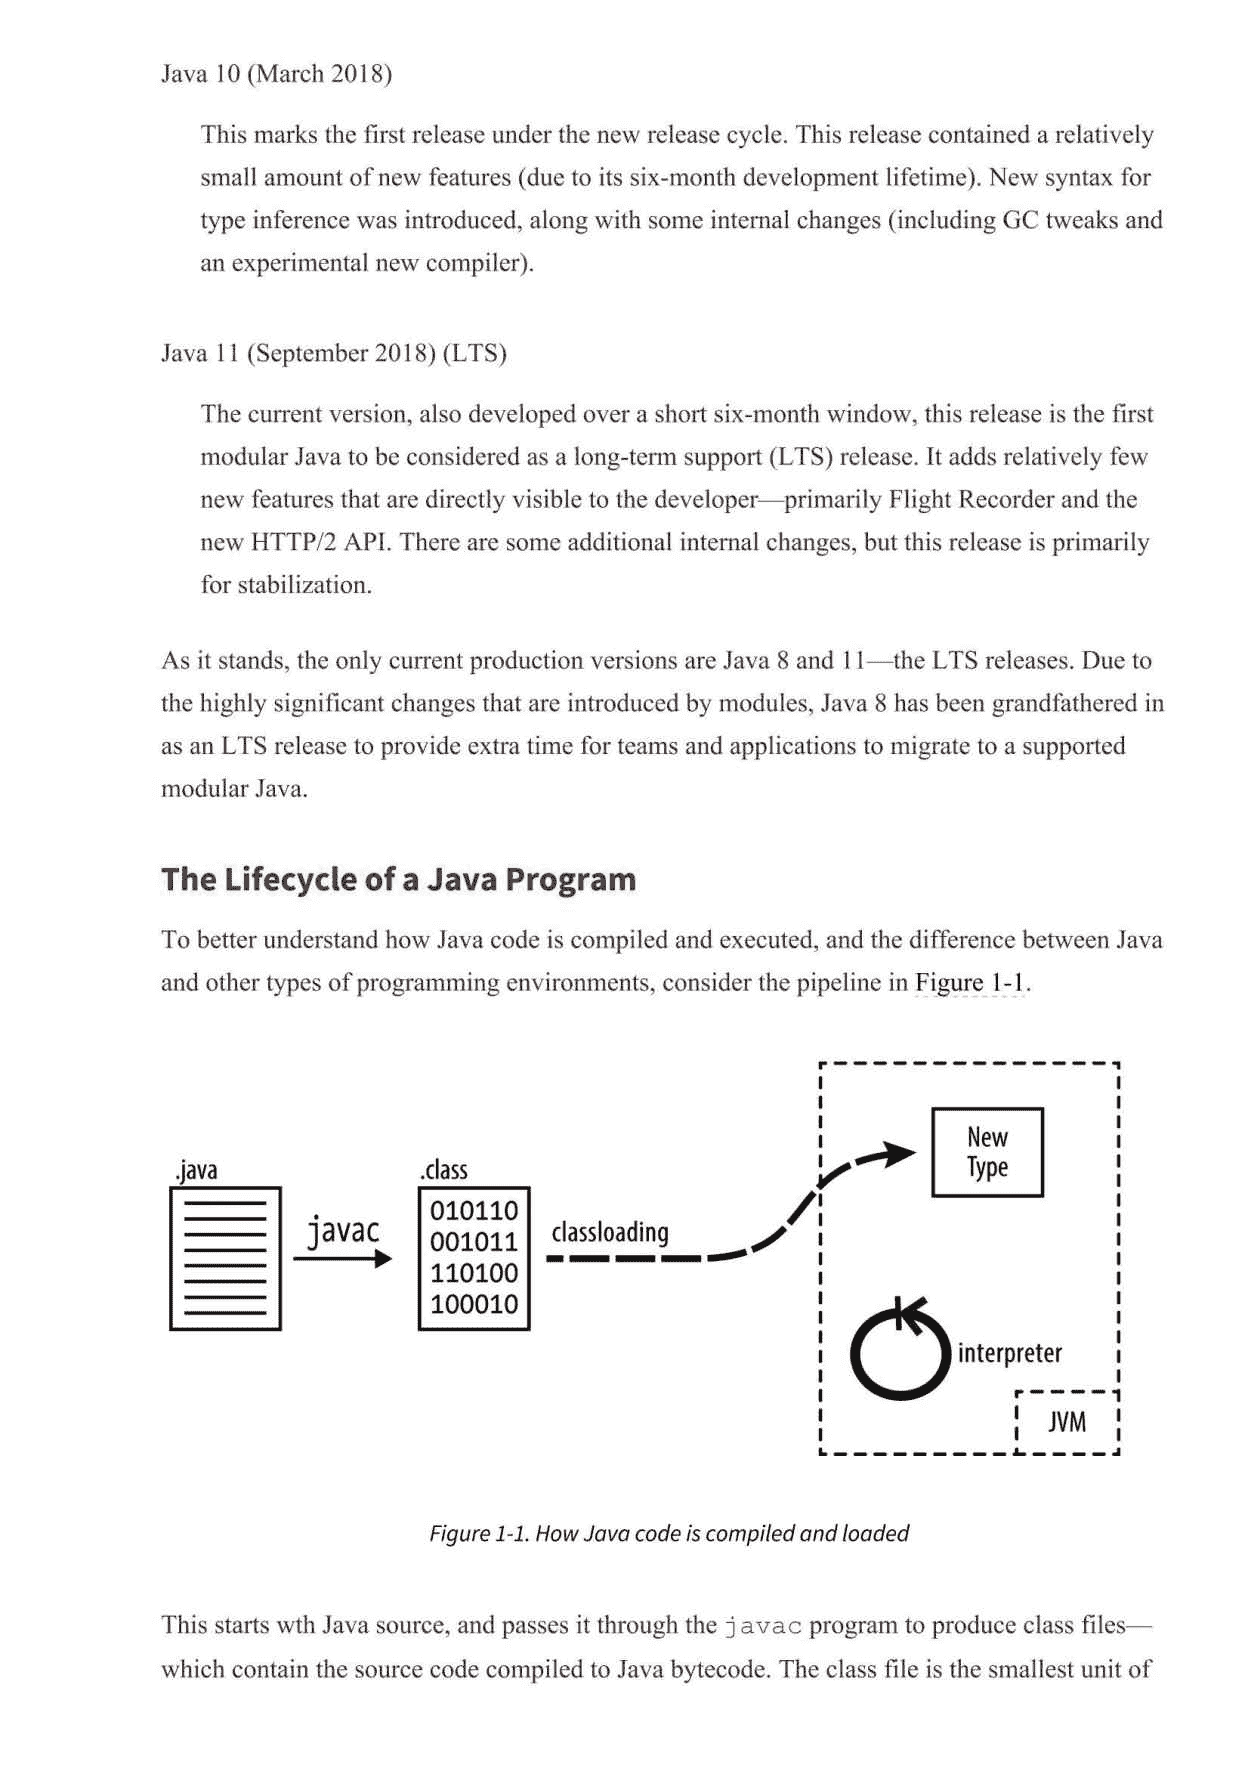 Java 10 (March 2018)
This marks the first release under the new release cycle. This release contained a relatively
small amount of new features (due to its six-month development lifetime). New syntax for
type inference was introduced, along with some internal changes (including GC tweaks and
an experimental new compiler).
Java 11 (September 2018) (LTS)
The current version, also developed over a short six-month window, this release is the first
modular Java to be considered as a long-term support (LTS) release. It adds relatively few
new features that are directly visible to the developer—primarily Flight Recorder and the
new HTTP/2 API. There are some additional internal changes, but this release is primarily
for stabilization.
As it stands, the only current production versions are Java 8 and 11—the LTS releases. Due to
the highly significant changes that are introduced by modules, Java 8 has been grandfathered in
as an LTS release to provide extra time for teams and applications to migrate to a supported
modular Java.
The Lifecycle of a Java Program
To better understand how Java code is compiled and executed, and the difference between Java
and other types of programming environments, consider the pipeline in Figure 1-1.
.java
javac
.class
010110
001011
110100
100010
classloading
New
Type
interpreter
JVM
Figure 1-1. How Java code is compiled and loaded
This starts wth Java source, and passes it through the javac program to produce class files—
which contain the source code compiled to Java bytecode. The class file is the smallest unit of